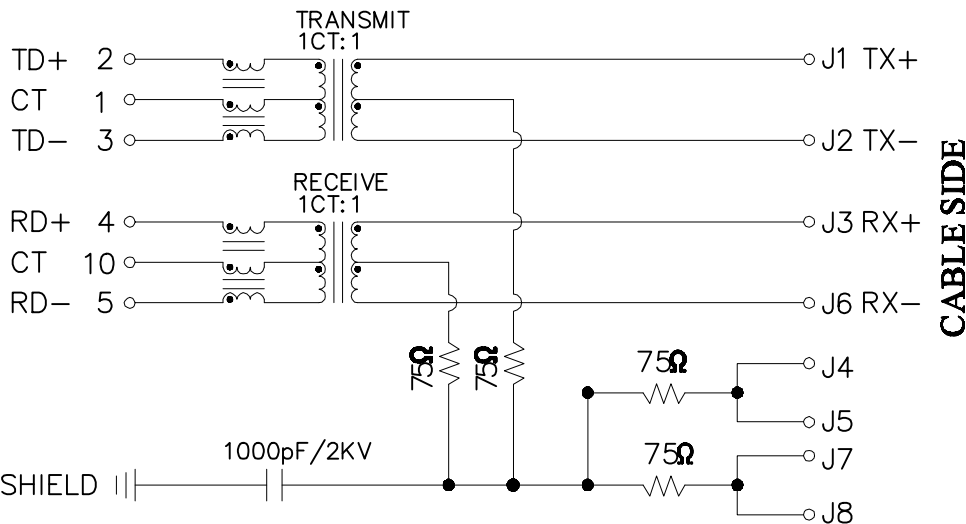 TRANSMIT
1CT:1
TD+ 2
J1 TX+
CT 1
TD− 3
J2 TX−
RECEIVE
1CT:1
RD+ 4
J3 RX+
CT 10
RD− 5
J6 RX−
CABLE SIDE
75Ω
75Ω
75Ω
J4
J5
1000pF/2KV
75Ω
J7
SHIELD
J8